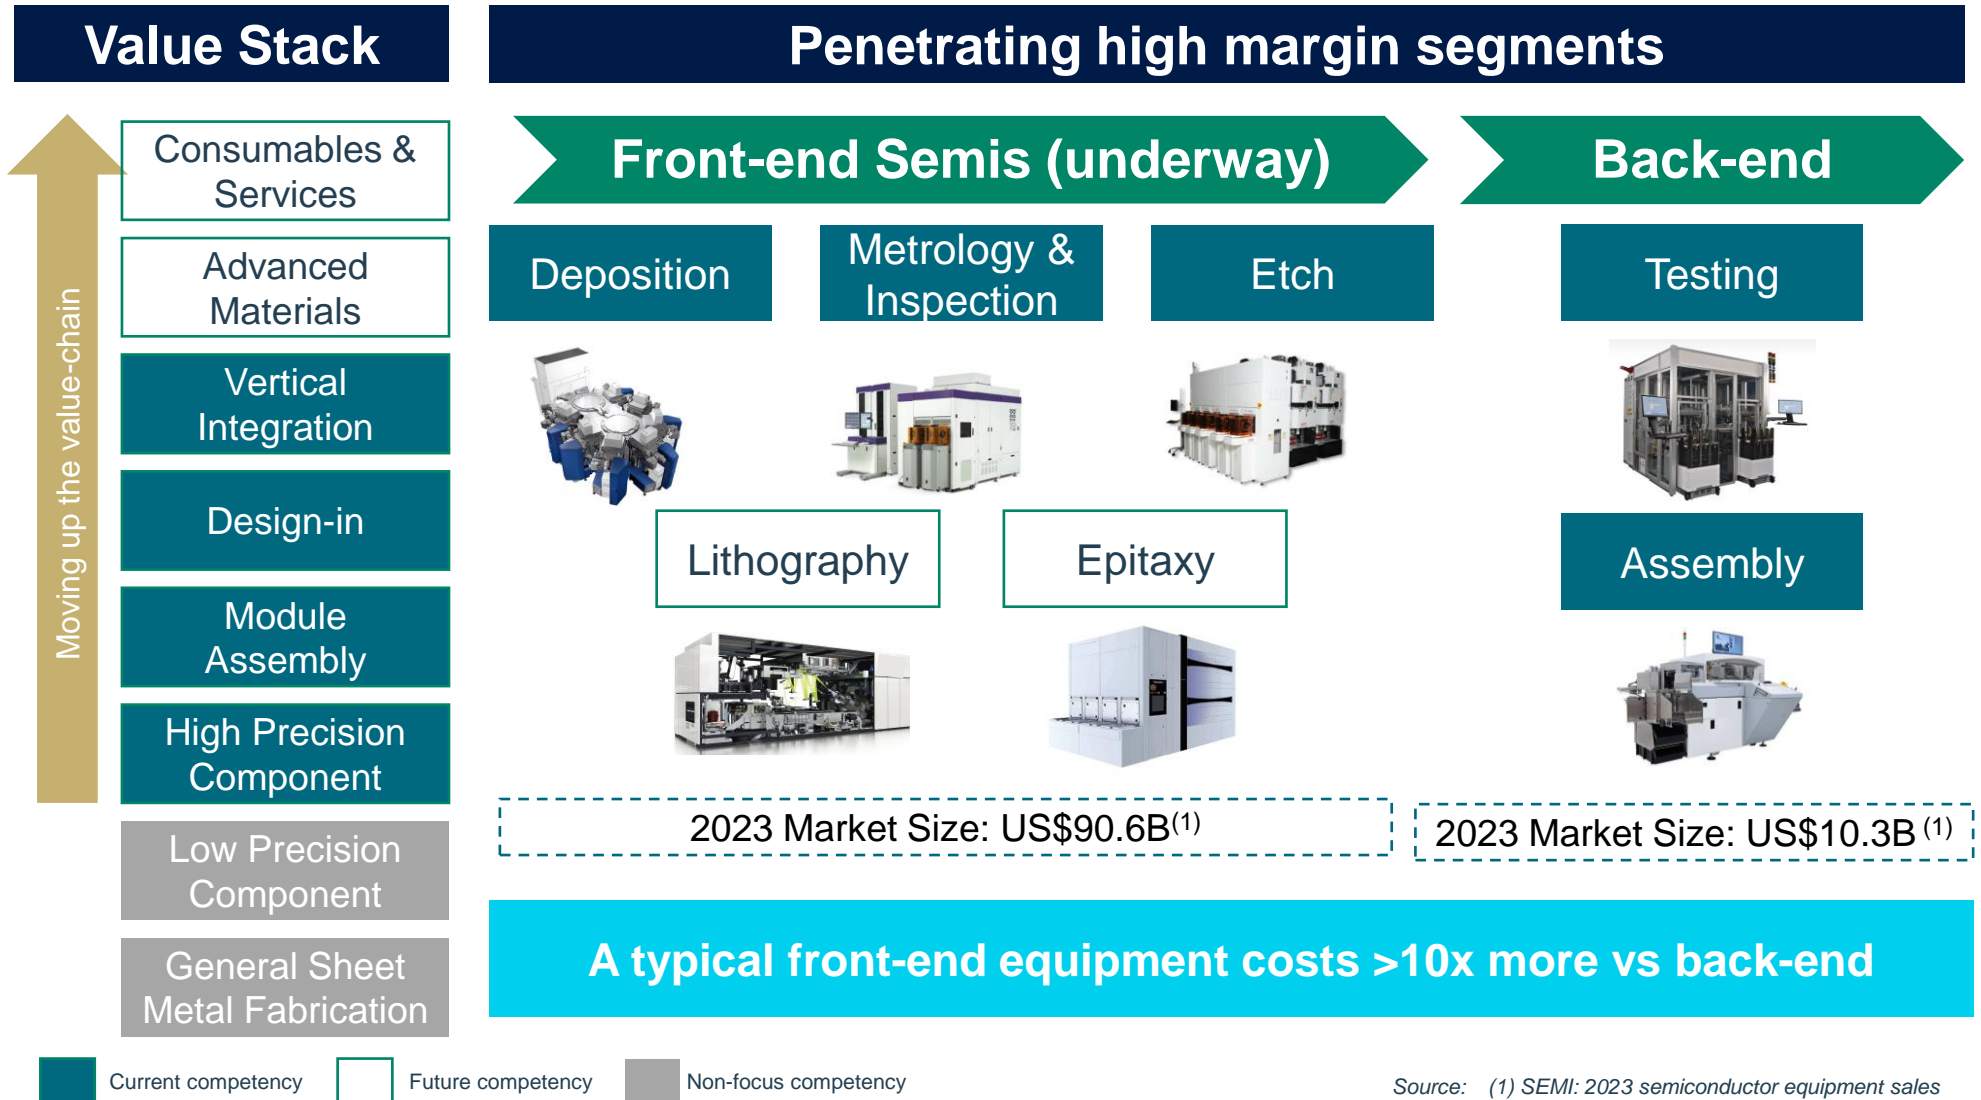 Value Stack
Penetrating high margin segments
Moving up the value-chain
Consumables &
Services
Advanced
Materials
Vertical
Integration
Design-in
Module
Assembly
High Precision
Component
Low Precision
Component
General Sheet
Metal Fabrication
Front-end Semis (underway)
Back-end
Deposition
Metrology &
Inspection
Etch
Testing
Lithography
Epitaxy
Assembly
2023 Market Size: US$90.6B(1)
2023 Market Size: US$10.3B (1)
A typical front-end equipment costs >10x more vs back-end
Current competency
Future competency
Non-focus competency
Source: (1) SEMI: 2023 semiconductor equipment sales